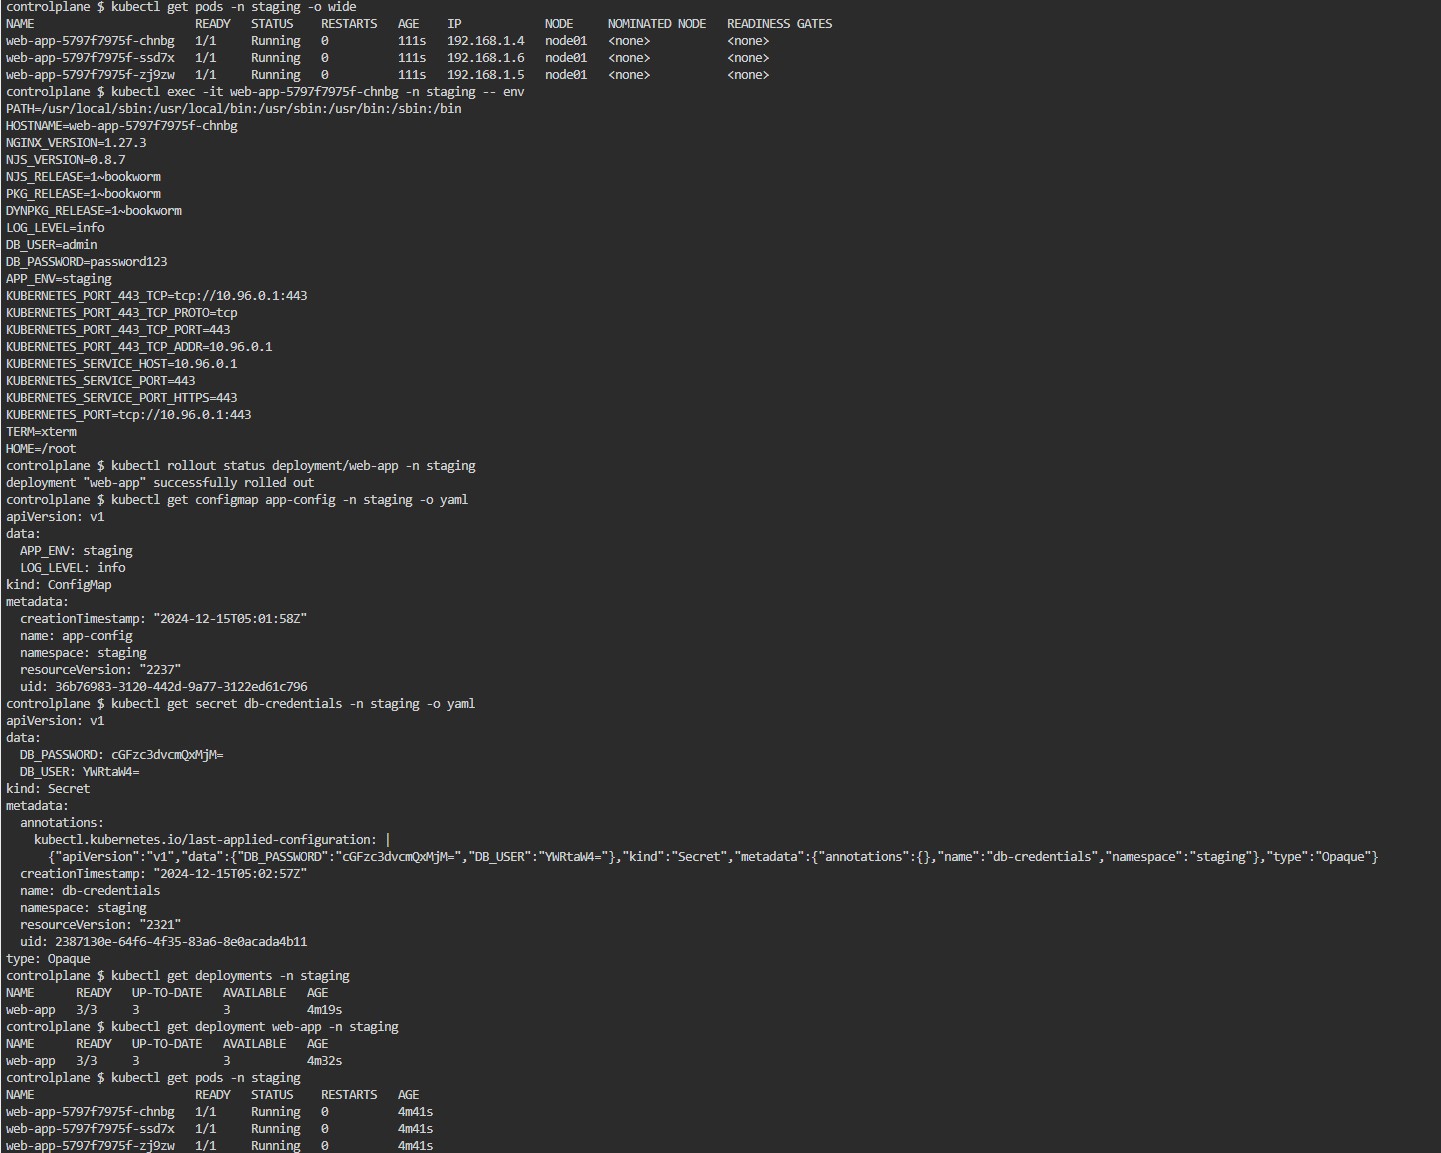 controlplane $ kubectl get pods -n staging -o wide
NAME                       READY   STATUS    RESTARTS   AGE    IP            NODE     NOMINATED NODE   READINESS GATES
web-app-5797f7975f-chnbg   1/1     Running   0          111s   192.168.1.4   node01   <none>           <none>
web-app-5797f7975f-ssd7x   1/1     Running   0          111s   192.168.1.6   node01   <none>           <none>
web-app-5797f7975f-zj9zw   1/1     Running   0          111s   192.168.1.5   node01   <none>           <none>
controlplane $ kubectl exec -it web-app-5797f7975f-chnbg -n staging -- env
PATH=/usr/local/sbin:/usr/local/bin:/usr/sbin:/usr/bin:/sbin:/bin
HOSTNAME=web-app-5797f7975f-chnbg
NGINX_VERSION=1.27.3
NJS_VERSION=0.8.7
NJS_RELEASE=1~bookworm
PKG_RELEASE=1~bookworm
DYNPKG_RELEASE=1~bookworm
LOG_LEVEL=info
DB_USER=admin
DB_PASSWORD=password123
APP_ENV=staging
KUBERNETES_PORT_443_TCP=tcp://10.96.0.1:443
KUBERNETES_PORT_443_TCP_PROTO=tcp
KUBERNETES_PORT_443_TCP_PORT=443
KUBERNETES_PORT_443_TCP_ADDR=10.96.0.1
KUBERNETES_SERVICE_HOST=10.96.0.1
KUBERNETES_SERVICE_PORT=443
KUBERNETES_SERVICE_PORT_HTTPS=443
KUBERNETES_PORT=tcp://10.96.0.1:443
TERM=xterm
HOME=/root
controlplane $ kubectl rollout status deployment/web-app -n staging
deployment "web-app" successfully rolled out
controlplane $ kubectl get configmap app-config -n staging -o yaml
apiVersion: v1
data:
  APP_ENV: staging
  LOG_LEVEL: info
kind: ConfigMap
metadata:
  creationTimestamp: "2024-12-15T05:01:58Z"
  name: app-config
  namespace: staging
  resourceVersion: "2237"
  uid: 36b76983-3120-442d-9a77-3122ed61c796
controlplane $ kubectl get secret db-credentials -n staging -o yaml
apiVersion: v1
data:
  DB_PASSWORD: cGFzc3dvcmQxMjM=
  DB_USER: YWRtaW4=
kind: Secret
metadata:
  annotations:
    kubectl.kubernetes.io/last-applied-configuration: |
      {"apiVersion":"v1","data":{"DB_PASSWORD":"cGFzc3dvcmQxMjM=","DB_USER":"YWRtaW4="},"kind":"Secret","metadata":{"annotations":{},"name":"db-credentials","namespace":"staging"},"type":"Opaque"}
  creationTimestamp: "2024-12-15T05:02:57Z"
  name: db-credentials
  namespace: staging
  resourceVersion: "2321"
  uid: 2387130e-64f6-4f35-83a6-8e0acada4b11
type: Opaque
controlplane $ kubectl get deployments -n staging
NAME      READY   UP-TO-DATE   AVAILABLE   AGE
web-app   3/3     3            3           4m19s
controlplane $ kubectl get deployment web-app -n staging
NAME      READY   UP-TO-DATE   AVAILABLE   AGE
web-app   3/3     3            3           4m32s
controlplane $ kubectl get pods -n staging
NAME                       READY   STATUS    RESTARTS   AGE
web-app-5797f7975f-chnbg   1/1     Running   0          4m41s
web-app-5797f7975f-ssd7x   1/1     Running   0          4m41s
web-app-5797f7975f-zj9zw   1/1     Running   0          4m41s